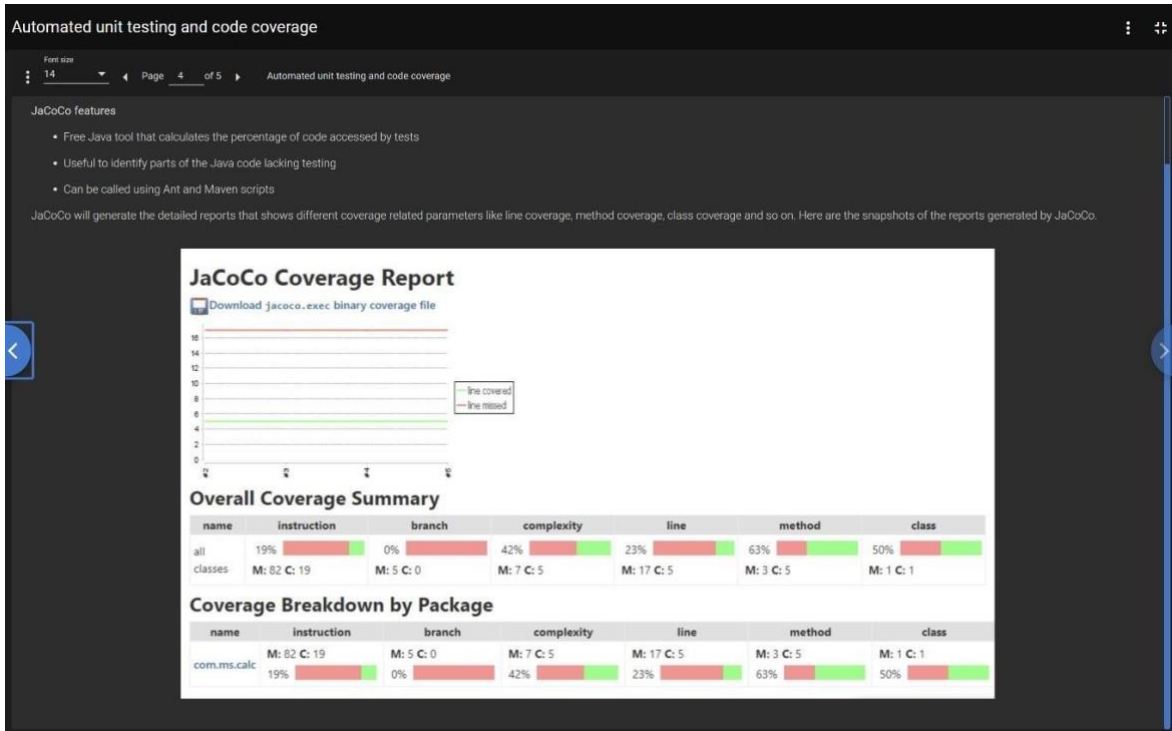 Automated unit testing and code coverage
Font size
14
Page 4 of 5
Automated unit testing and code coverage
JaCoCo features
• Free Java tool that calculates the percentage of code accessed by tests
• Useful to identify parts of the Java code lacking testing
• Can be called using Ant and Maven scripts
JaCoCo will generate the detailed reports that shows different coverage related parameters like line coverage, method coverage, class coverage and so on. Here are the snapshots of the reports generated by JaCoCo.
JaCoCo Coverage Report
Download jacoco.exec binary coverage file
16
14
12
10
8
6
4
2
0
line covered
line missed
Overall Coverage Summary
name instruction branch complexity line method class
all classes 19% 0% 42% 23% 63% 50%
M: 82 C: 19 M: 5 C: 0 M: 7 C: 5 M: 17 C: 5 M: 3 C: 5 M: 1 C: 1
Coverage Breakdown by Package
name instruction branch complexity line method class
com.ms.calc M: 82 C: 19 M: 5 C: 0 M: 7 C: 5 M: 17 C: 5 M: 3 C: 5 M: 1 C: 1
19% 0% 42% 23% 63% 50%